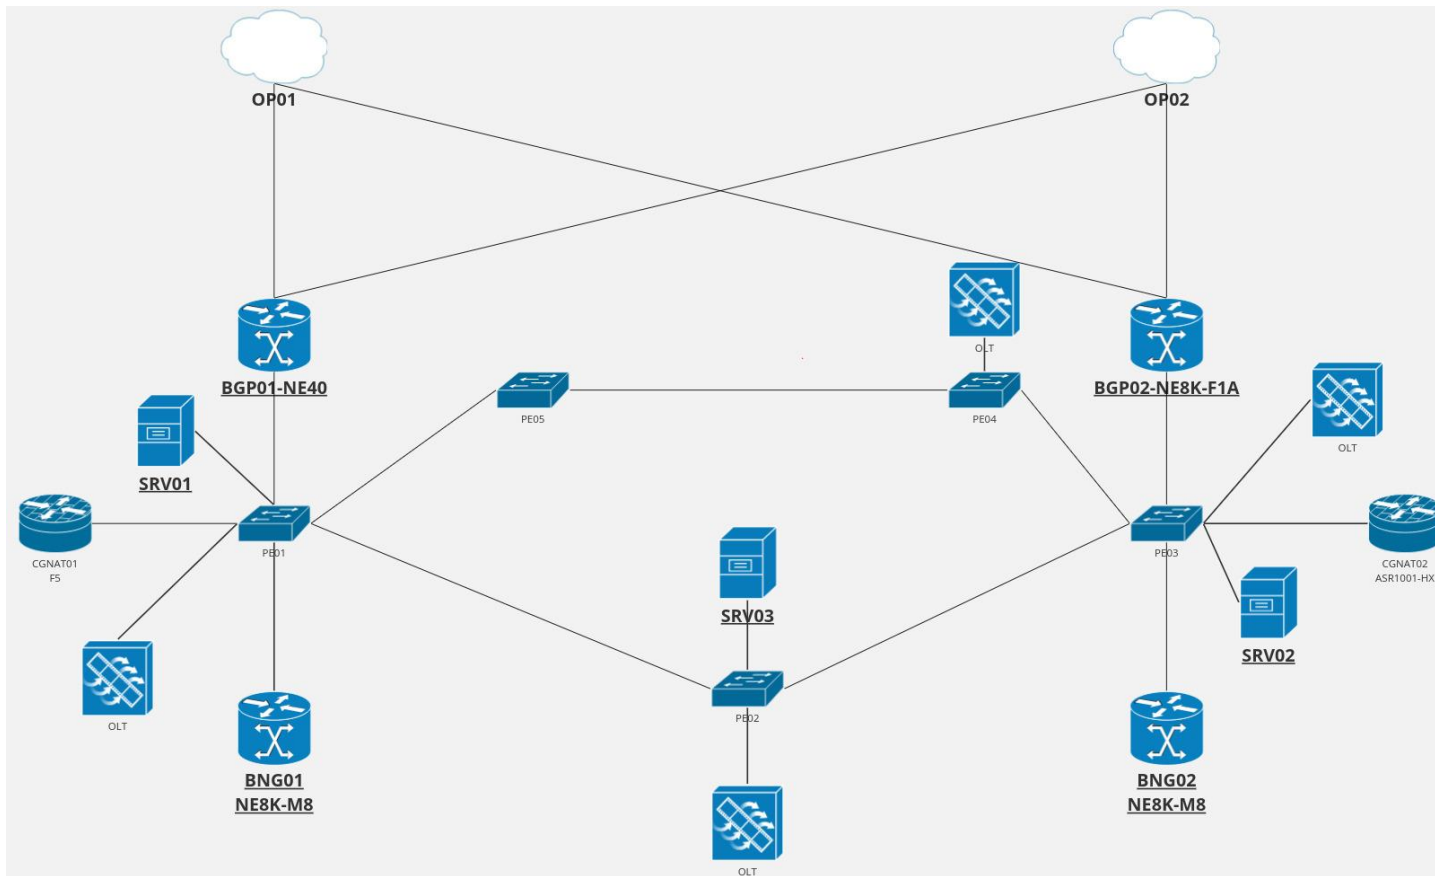 OP01
OP02
OLT
BGP01-NE40
BGP02-NE8K-F1A
PE05
PE04
OLT
SRV01
PE01
PE03
CGNAT01
F5
CGNAT02
ASR1001-HX
SRV03
SRV02
OLT
PE02
BNG01
NE8K-M8
BNG02
NE8K-M8
OLT